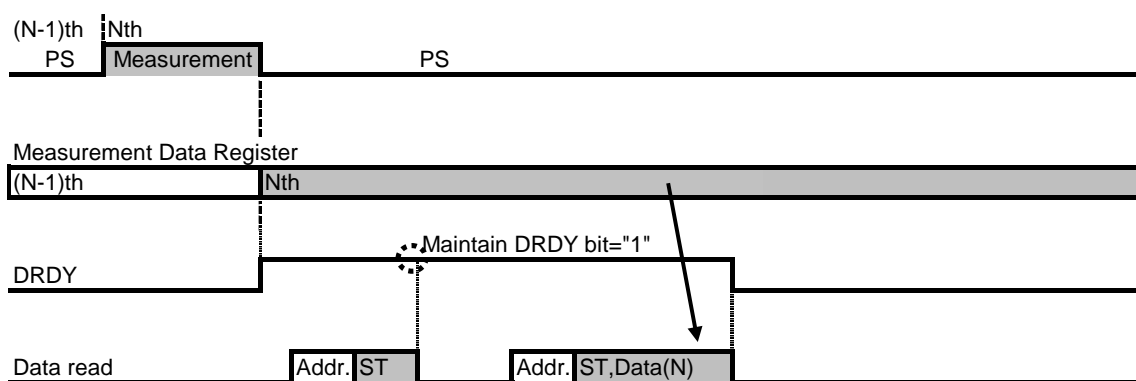 (N-1)th Nth
PS Measurement PS
Measurement Data Register
(N-1)th Nth
Maintain DRDY bit="1"
DRDY
Data read Addr. ST Addr. ST,Data(N)